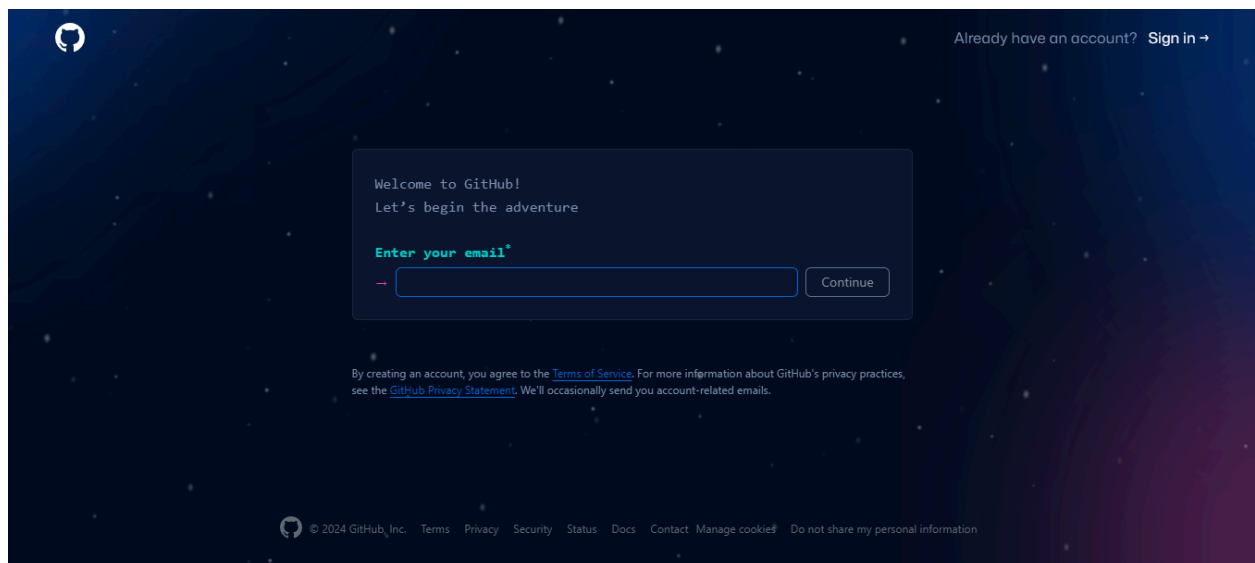 Already have an account? Sign in →
Welcome to GitHub!
Let’s begin the adventure
Enter your email*
→ Continue
By creating an account, you agree to the Terms of Service. For more information about GitHub's privacy practices,
see the GitHub Privacy Statement. We'll occasionally send you account-related emails.
© 2024 GitHub, Inc. Terms Privacy Security Status Docs Contact Manage cookies Do not share my personal information